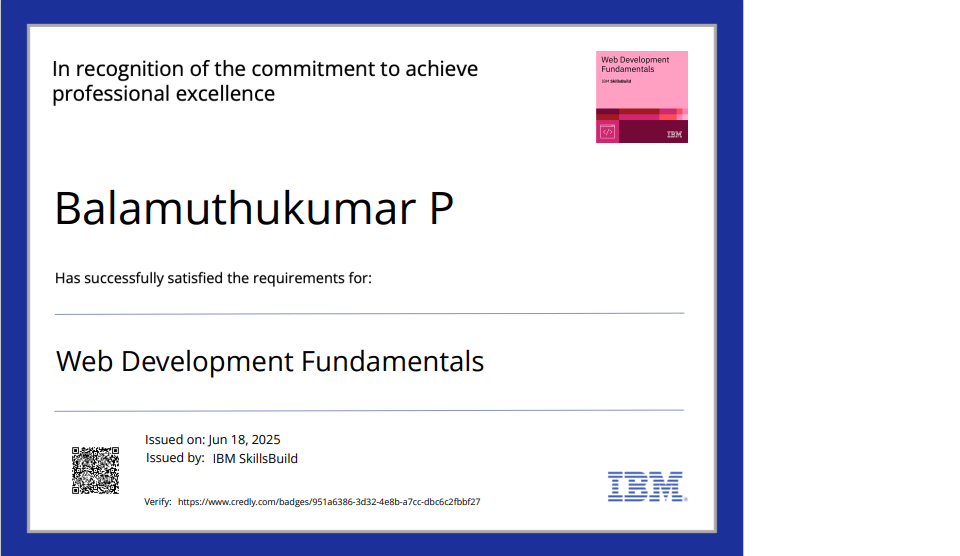 In recognition of the commitment to achieve
professional excellence
Web Development
Fundamentals
IBM SkillsBuild
</>
IBM
Balamuthukumar P
Has successfully satisfied the requirements for:
Web Development Fundamentals
Issued on: Jun 18, 2025
Issued by: IBM SkillsBuild
Verify: https://www.credly.com/badges/951a6386-3d32-4e8b-a7cc-dbc6c2fbbf27
IBM®